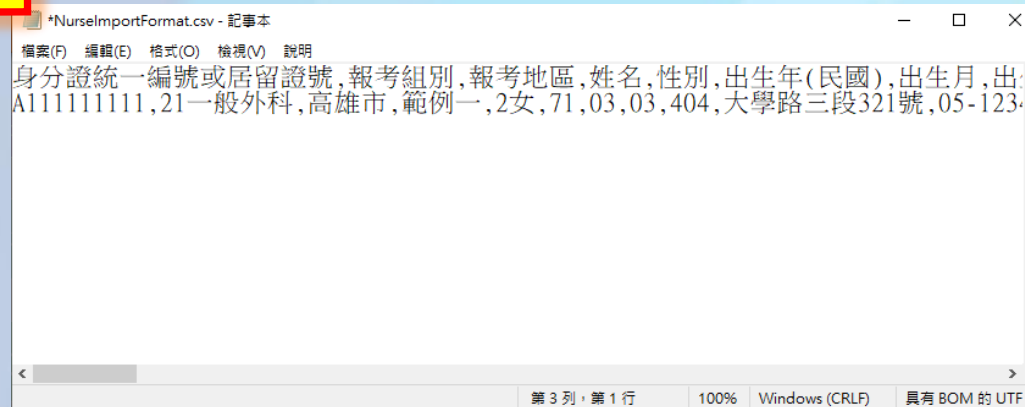 *NurseImportFormat.csv - 記事本
檔案(F) 編輯(E) 格式(O) 檢視(V) 說明
身分證統一編號或居留證號,報考組別,報考地區,姓名,性別,出生年(民國),出生月,出
A111111111,21一般外科,高雄市,範例一,2女,71,03,03,404,大學路三段321號,05-123
第 3 列,第 1 行 100% Windows (CRLF) 具有 BOM 的 UTF